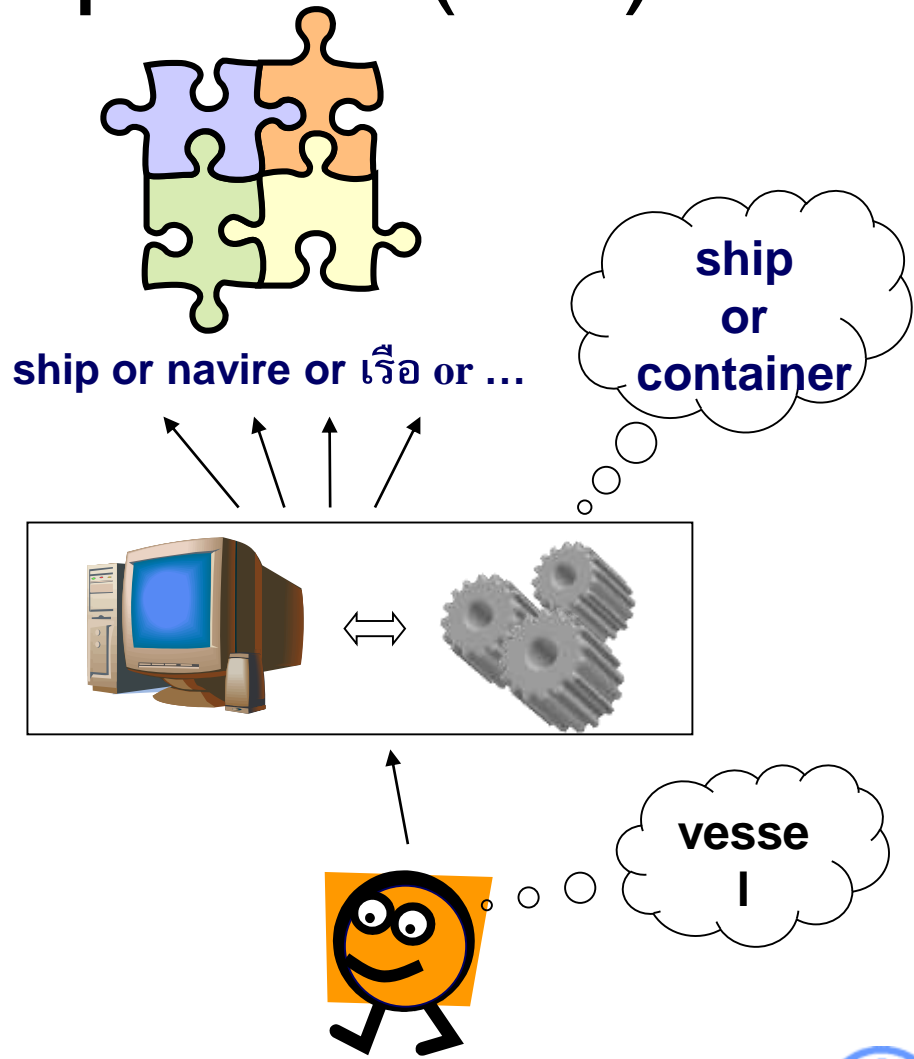 ship or navire or เรือ or …
ship
or
container
vesse
l